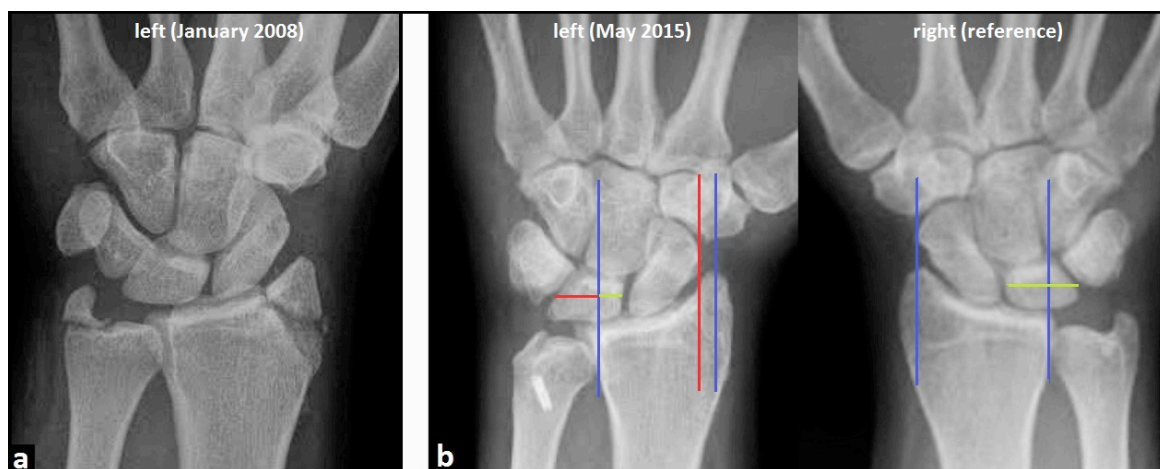 left (January 2008)
left (May 2015)
right (reference)
a
b